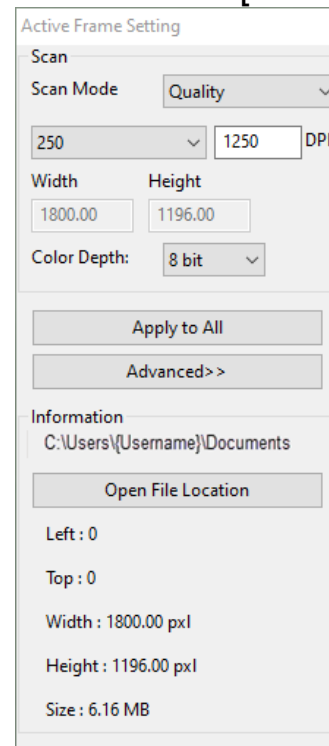 Active Frame Setting
Scan
Scan Mode Quality
250 1250 DPI
Width Height
1800.00 1196.00
Color Depth: 8 bit
Apply to All
Advanced>>
Information
C:\Users\{Username}\Documents
Open File Location
Left : 0
Top : 0
Width : 1800.00 pxl
Height : 1196.00 pxl
Size : 6.16 MB